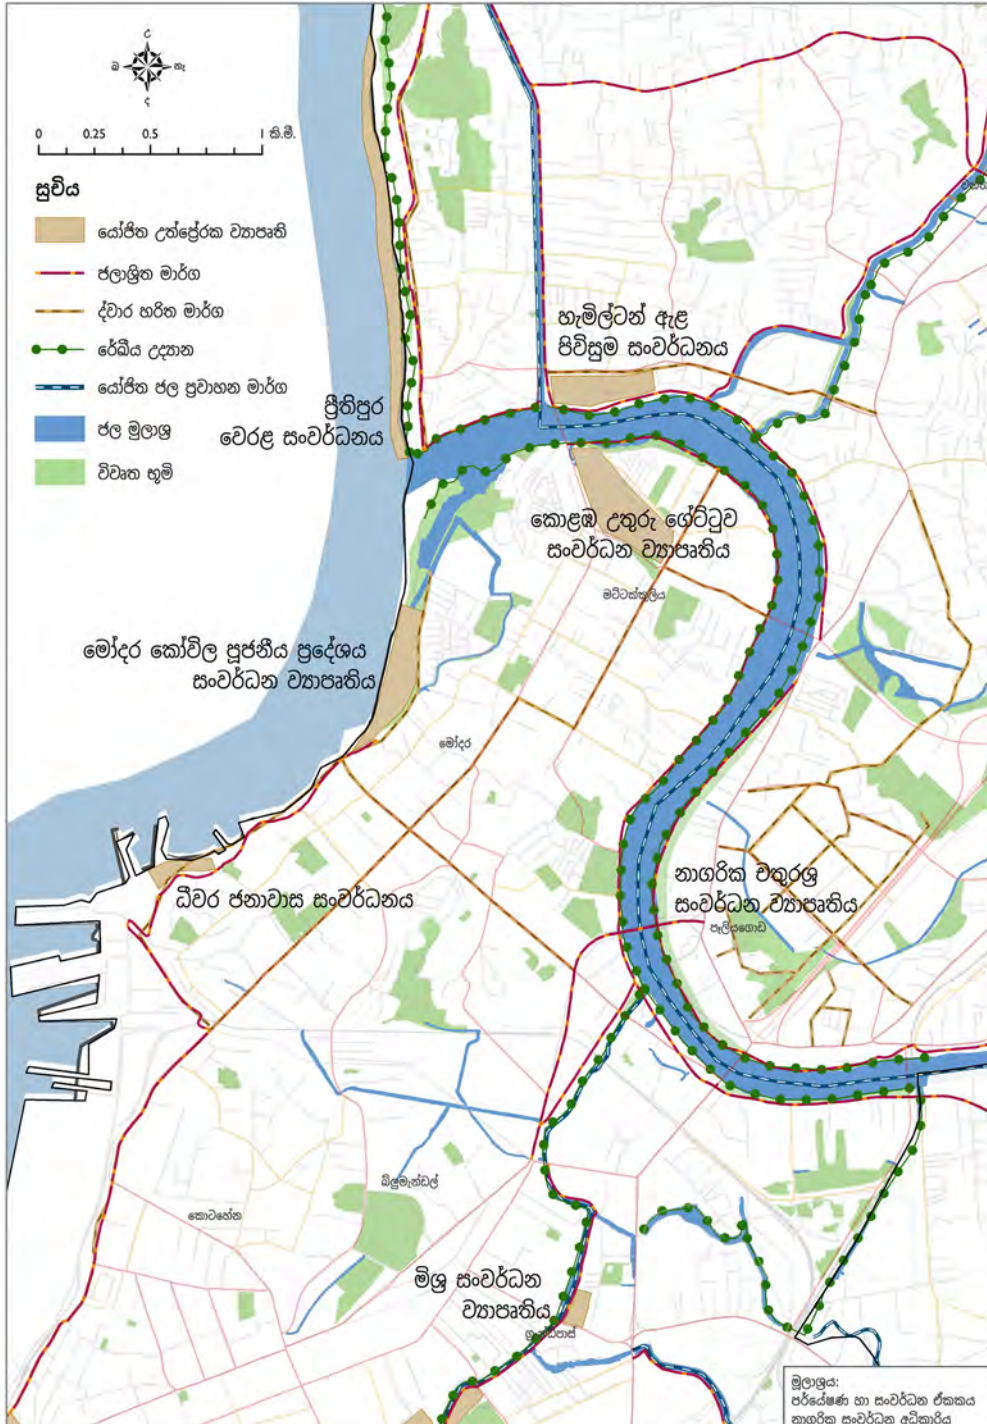 උ
බ
නැ
ද
0 0.25 0.5 1 කි.මී.
සූචිය
යෝජිත උත්ප්‍රේරක ව්‍යාපෘති
ජලාශ්‍රිත මාර්ග
ද්වාර හරිත මාර්ග
රේඛීය උද්‍යාන
යෝජිත ජල ප්‍රවාහන මාර්ග
ජල මූලාශ්‍ර
විවෘත භූමි
හැමිල්ටන් ඇළ
පිවිසුම සංවර්ධනය
ප්‍රීතිපුර
වෙරළ සංවර්ධනය
කොළඹ උතුරු ගේට්ටුව
සංවර්ධන ව්‍යාපෘතිය
මට්ටක්කුලිය
මෝදර කෝවිල පූජනීය ප්‍රදේශය
සංවර්ධන ව්‍යාපෘතිය
මෝදර
නාගරික චතුරශ්‍ර
සංවර්ධන ව්‍යාපෘතිය
පෑලියගොඩ
ධීවර ජනාවාස සංවර්ධනය
බ්ලුමැන්ඩල්
කොටහේන
මිශ්‍ර සංවර්ධන
ව්‍යාපෘතිය
ග්‍රෑන්ඩ්පාස්
මූලාශ්‍රය:
පර්යේෂණ හා සංවර්ධන ඒකකය
නාගරික සංවර්ධන අධිකාරිය